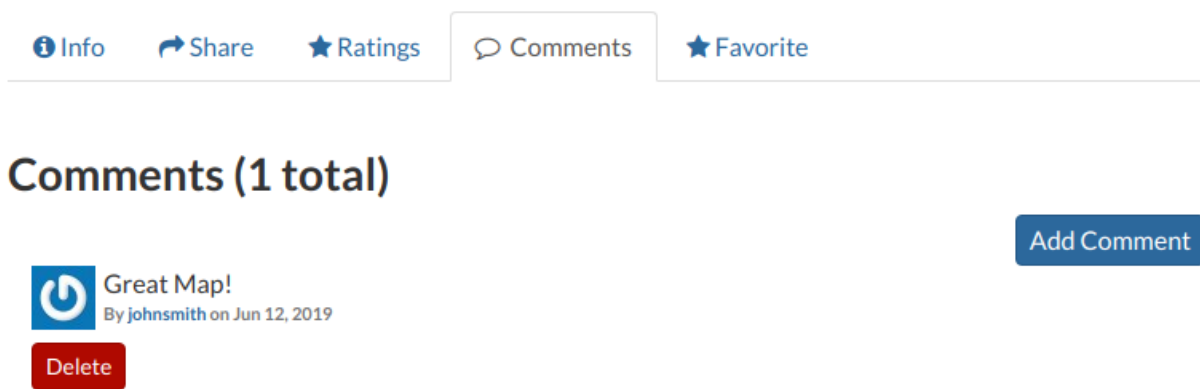 Info Share Ratings Comments Favorite
Comments (1 total)
Add Comment
Great Map!
By johnsmith on Jun 12, 2019
Delete